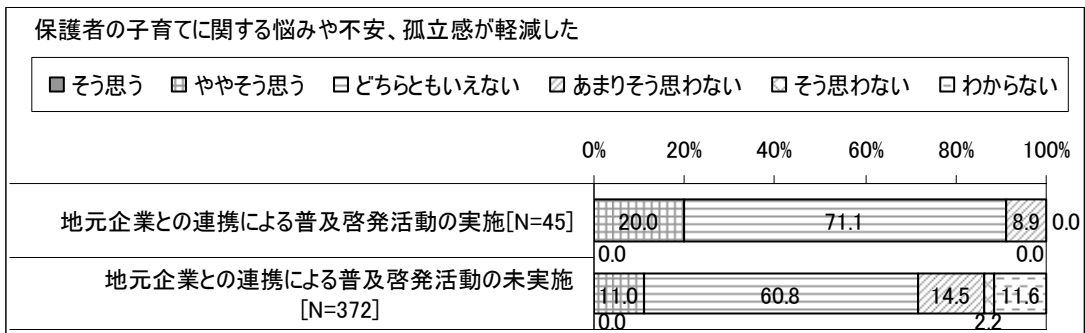 保護者の子育てに関する悩みや不安、孤立感が軽減した
そう思う ややそう思う どちらともいえない あまりそう思わない そう思わない わからない
0% 20% 40% 60% 80% 100%
地元企業との連携による普及啓発活動の実施[N=45] 20.0 71.1 8.9 0.0
0.0 0.0
地元企業との連携による普及啓発活動の未実施
[N=372]
11.0 60.8 14.5 11.6
0.0 2.2